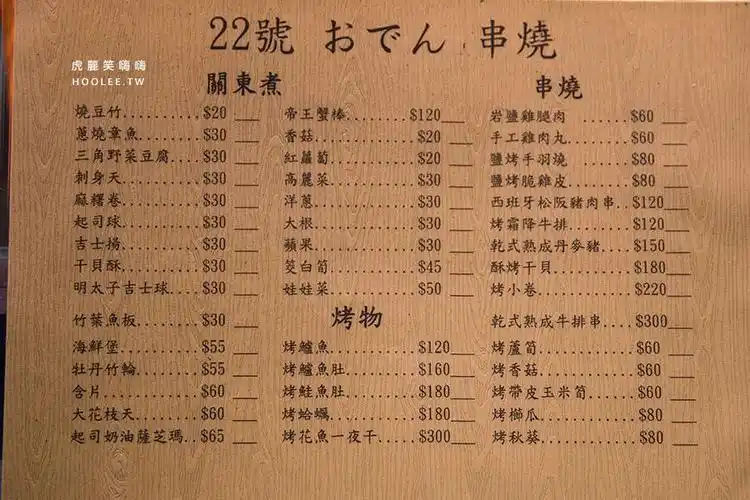 22號 おでん 串燒
虎麗笑嗨嗨
HOOLEE.TW
關東煮
燒豆竹..........$20
蔥燒章魚........$30
三角野菜豆腐....$30
刺身天..........$30
麻糬卷..........$30
起司球..........$30
吉士揚..........$30
干貝酥..........$30
明太子吉士球....$30
竹葉魚板........$30
海鮮堡..........$55
牡丹竹輪........$55
含片............$60
大花枝天........$60
起司奶油薩芝瑪..$65
帝王蟹棒........$120
香菇............$20
紅蘿蔔..........$20
高麗菜..........$30
洋蔥............$30
大根............$30
蘋果............$30
茭白筍..........$45
娃娃菜..........$50
烤物
烤鱸魚..........$120
烤鱸魚肚........$160
烤鮭魚肚........$180
烤蛤蠣..........$180
烤花魚一夜干....$300
串燒
岩鹽雞腿肉 ......$60
手工雞肉丸......$60
鹽烤手羽燒 ......$80
鹽烤脆雞皮......$80
西班牙松阪豬肉串..$120
烤霜降牛排......$120
乾式熟成丹麥豬....$150
酥烤干貝........$180
烤小卷..........$220
乾式熟成牛排串....$300
烤蘆筍..........$60
烤香菇..........$60
烤帶皮玉米筍....$60
烤櫛瓜..........$80
烤秋葵..........$80